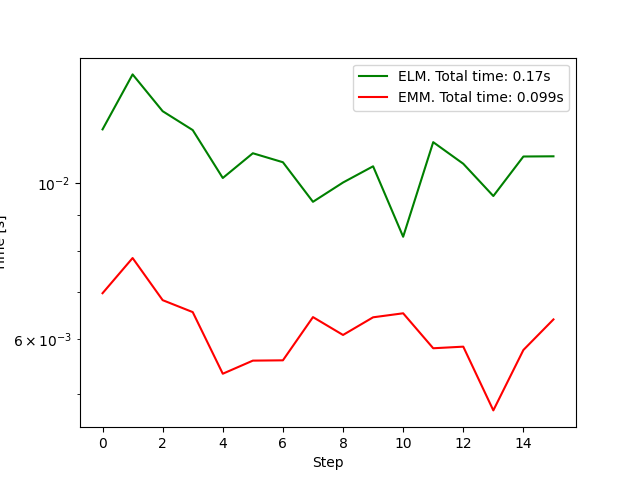 ELM. Total time: 0.17s
EMM. Total time: 0.099s
10⁻²
Time [s]
6 × 10⁻³
0 2 4 6 8 10 12 14
Step